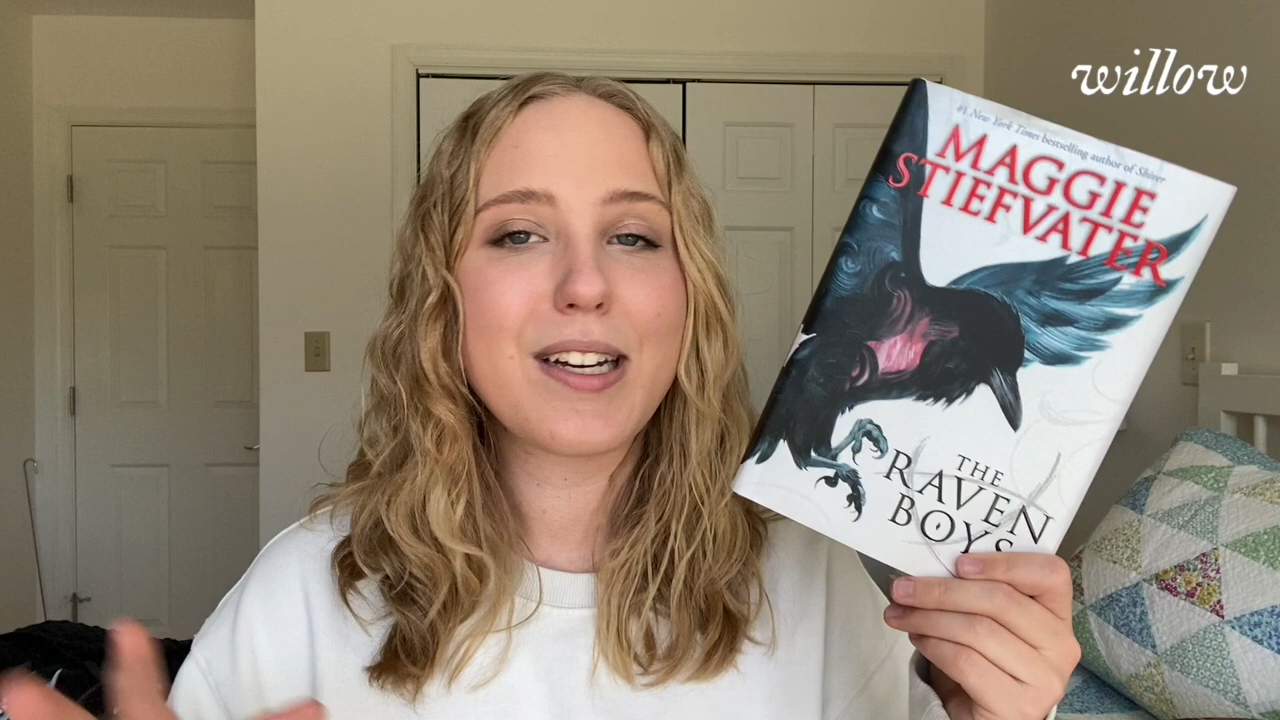 willow
#1 New York Times bestselling author of Shiver
MAGGIE
STIEFVATER
THE
RAVEN
BOYS